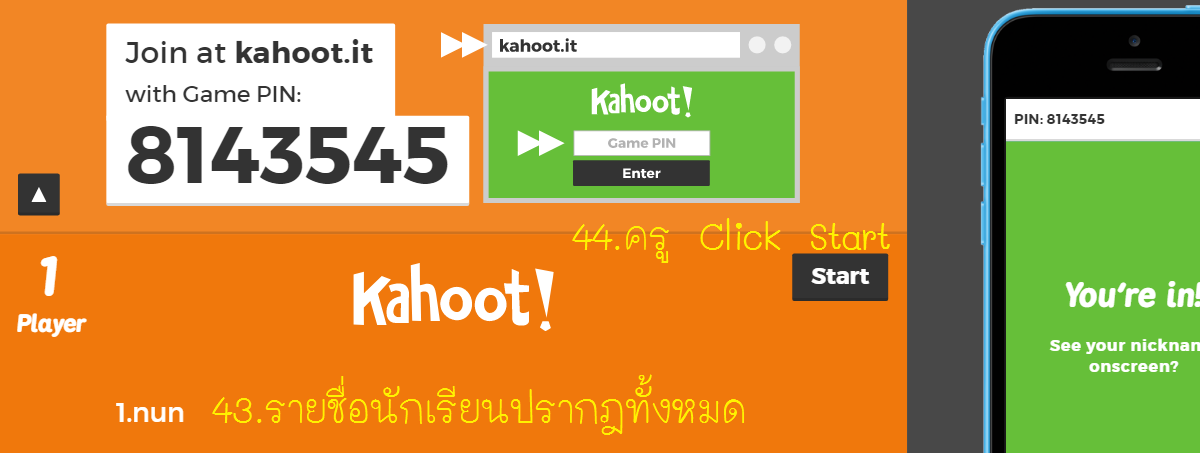 Join at kahoot.it
with Game PIN:
8143545
kahoot.it
Kahoot!
Game PIN
Enter
▲
44.ครู Click Start
1
Player
Kahoot!
Start
1.nun
43.รายชื่อนักเรียนปรากฎทั้งหมด
PIN: 8143545
You're in!
See your nicknam
onscreen?